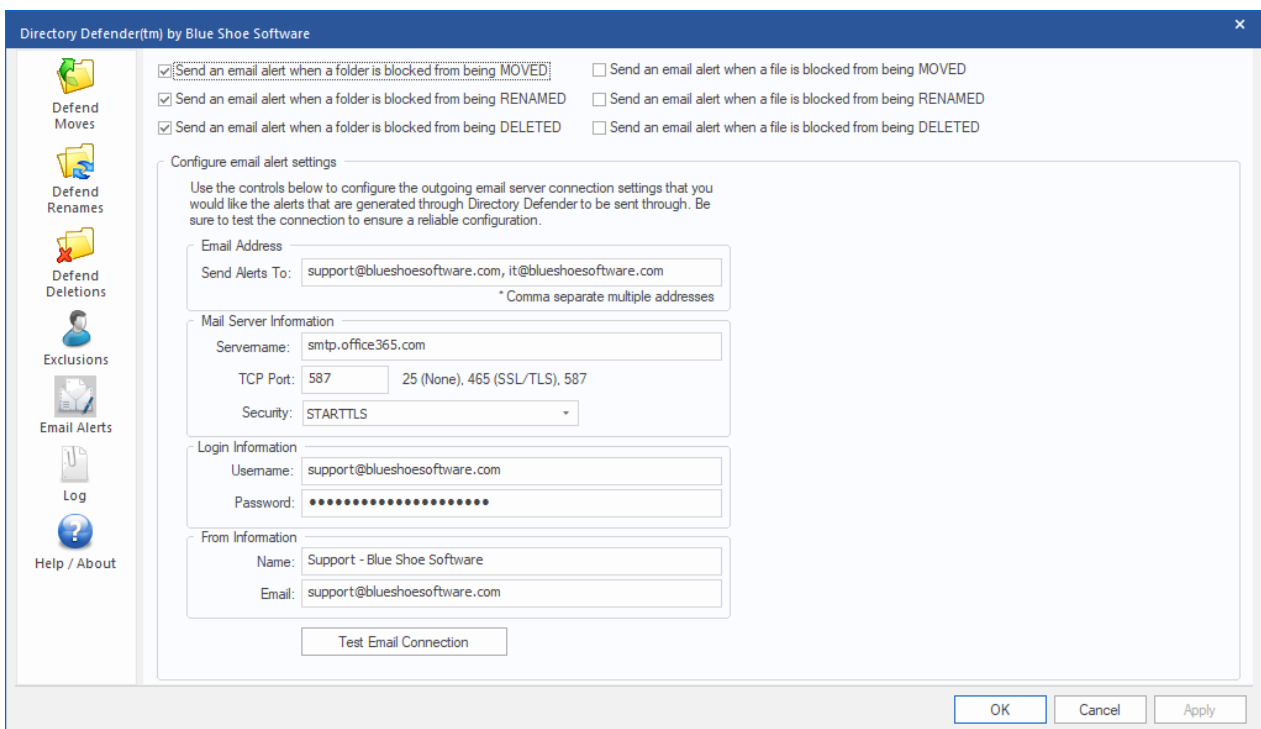 Directory Defender(tm) by Blue Shoe Software
Defend
Moves
Defend
Renames
Defend
Deletions
Exclusions
Email Alerts
Log
Help / About
Send an email alert when a folder is blocked from being MOVED
Send an email alert when a file is blocked from being MOVED
Send an email alert when a folder is blocked from being RENAMED
Send an email alert when a file is blocked from being RENAMED
Send an email alert when a folder is blocked from being DELETED
Send an email alert when a file is blocked from being DELETED
Configure email alert settings
Use the controls below to configure the outgoing email server connection settings that you
would like the alerts that are generated through Directory Defender to be sent through. Be
sure to test the connection to ensure a reliable configuration.
Email Address
Send Alerts To: support@blueshoesoftware.com, it@blueshoesoftware.com
* Comma separate multiple addresses
Mail Server Information
Servername: smtp.office365.com
TCP Port: 587 25 (None), 465 (SSL/TLS), 587
Security: STARTTLS
Login Information
Username: support@blueshoesoftware.com
Password: •••••••••••••••••••••
From Information
Name: Support - Blue Shoe Software
Email: support@blueshoesoftware.com
Test Email Connection
OK Cancel Apply